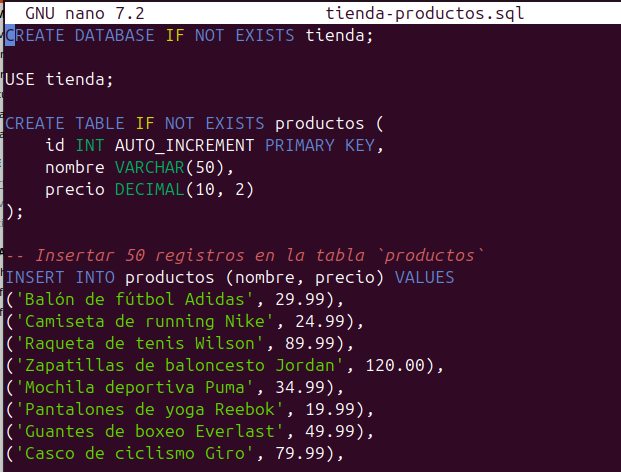 GNU nano 7.2 tienda-productos.sql
CREATE DATABASE IF NOT EXISTS tienda;
USE tienda;
CREATE TABLE IF NOT EXISTS productos (
    id INT AUTO_INCREMENT PRIMARY KEY,
    nombre VARCHAR(50),
    precio DECIMAL(10, 2)
);
-- Insertar 50 registros en la tabla `productos`
INSERT INTO productos (nombre, precio) VALUES
('Balón de fútbol Adidas', 29.99),
('Camiseta de running Nike', 24.99),
('Raqueta de tenis Wilson', 89.99),
('Zapatillas de baloncesto Jordan', 120.00),
('Mochila deportiva Puma', 34.99),
('Pantalones de yoga Reebok', 19.99),
('Guantes de boxeo Everlast', 49.99),
('Casco de ciclismo Giro', 79.99),